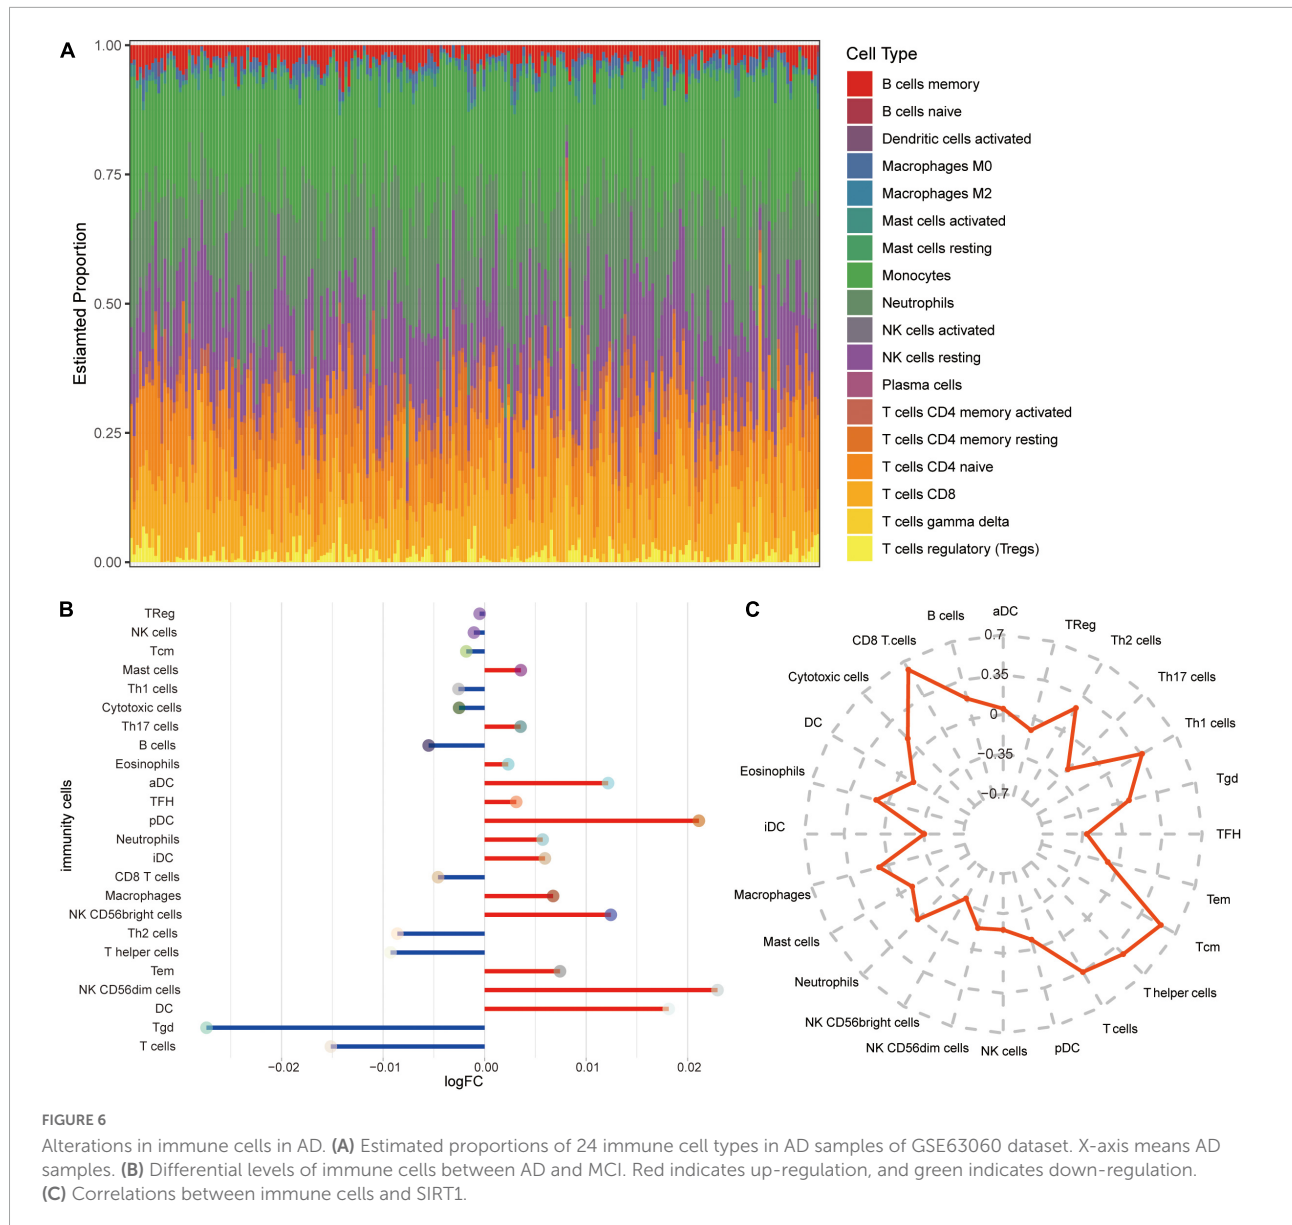 A
1.00
0.75
0.50
0.25
0.00
Estiamted Proportion
Cell Type
B cells memory
B cells naive
Dendritic cells activated
Macrophages M0
Macrophages M2
Mast cells activated
Mast cells resting
Monocytes
Neutrophils
NK cells activated
NK cells resting
Plasma cells
T cells CD4 memory activated
T cells CD4 memory resting
T cells CD4 naive
T cells CD8
T cells gamma delta
T cells regulatory (Tregs)
B
immunity cells
TReg
NK cells
Tcm
Mast cells
Th1 cells
Cytotoxic cells
Th17 cells
B cells
Eosinophils
aDC
TFH
pDC
Neutrophils
iDC
CD8 T cells
Macrophages
NK CD56bright cells
Th2 cells
T helper cells
Tem
NK CD56dim cells
DC
Tgd
T cells
−0.02
−0.01
0.00
0.01
0.02
logFC
C
aDC
TReg
Th2 cells
Th17 cells
Th1 cells
Tgd
TFH
Tem
Tcm
T helper cells
T cells
pDC
NK cells
NK CD56dim cells
NK CD56bright cells
Neutrophils
Mast cells
Macrophages
iDC
Eosinophils
DC
Cytotoxic cells
CD8 T.cells
B cells
0.7
0.35
0
−0.35
−0.7
FIGURE 6
Alterations in immune cells in AD. (A) Estimated proportions of 24 immune cell types in AD samples of GSE63060 dataset. X-axis means AD
samples. (B) Differential levels of immune cells between AD and MCI. Red indicates up-regulation, and green indicates down-regulation.
(C) Correlations between immune cells and SIRT1.